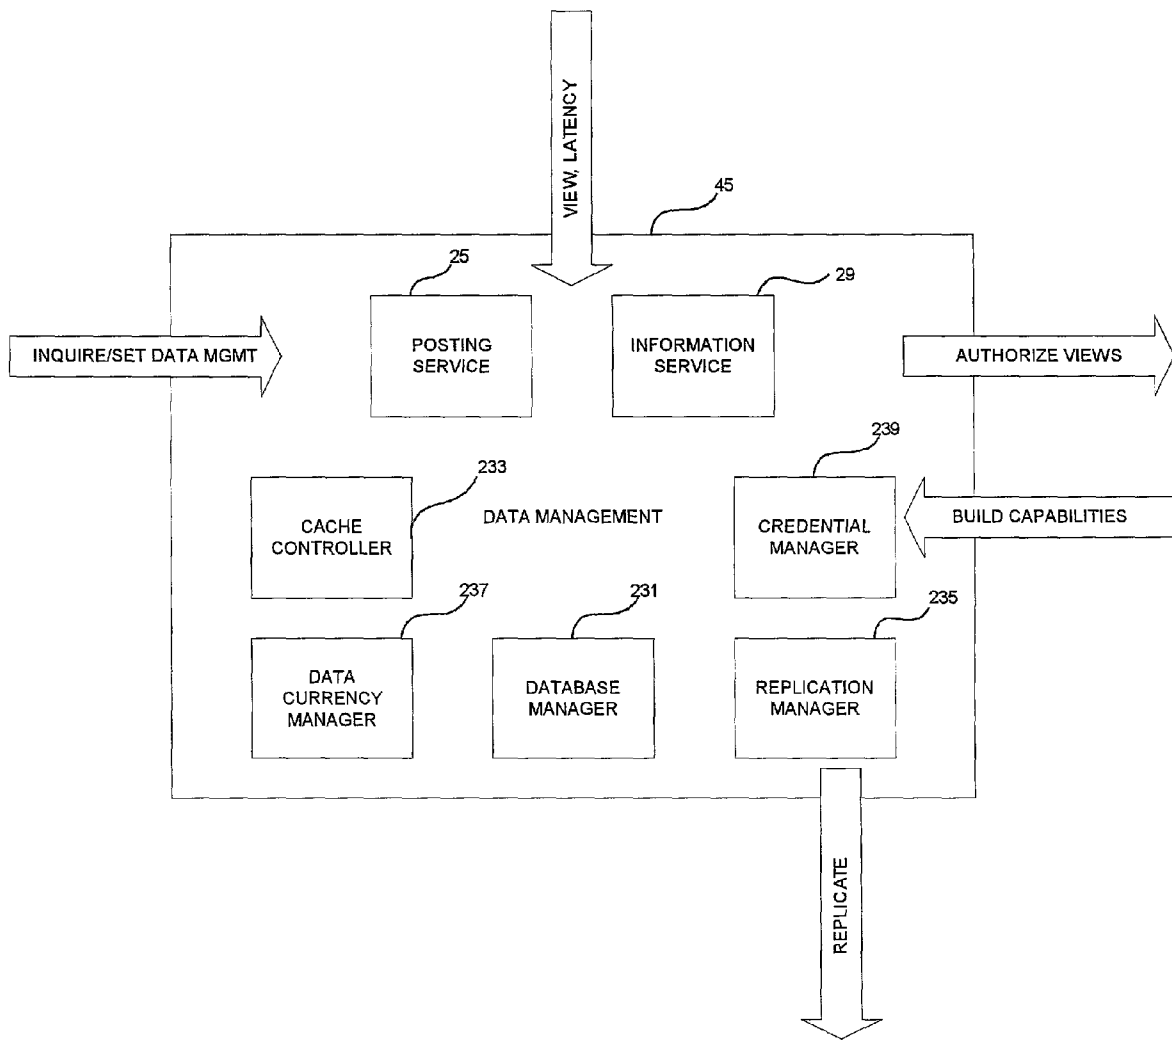 VIEW, LATENCY
45
25
29
INQUIRE/SET DATA MGMT
POSTING
SERVICE
INFORMATION
SERVICE
AUTHORIZE VIEWS
233
239
CACHE
CONTROLLER
DATA MANAGEMENT
CREDENTIAL
MANAGER
BUILD CAPABILITIES
237
231
235
DATA
CURRENCY
MANAGER
DATABASE
MANAGER
REPLICATION
MANAGER
REPLICATE